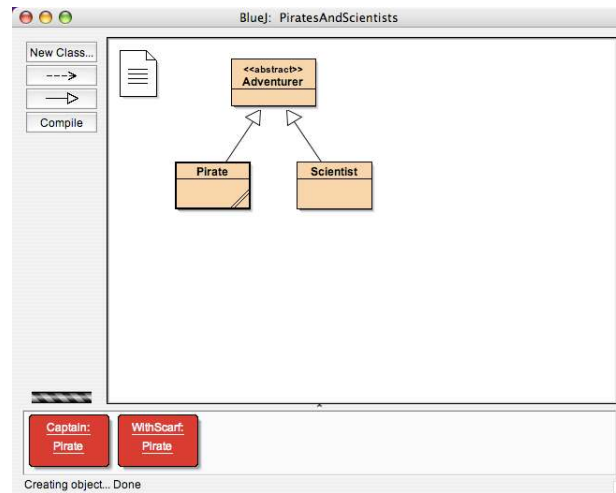 BlueJ: PiratesAndScientists
New Class...
Compile
<<abstract>>
Adventurer
Pirate
Scientist
Captain:
Pirate
WithScarf:
Pirate
Creating object... Done